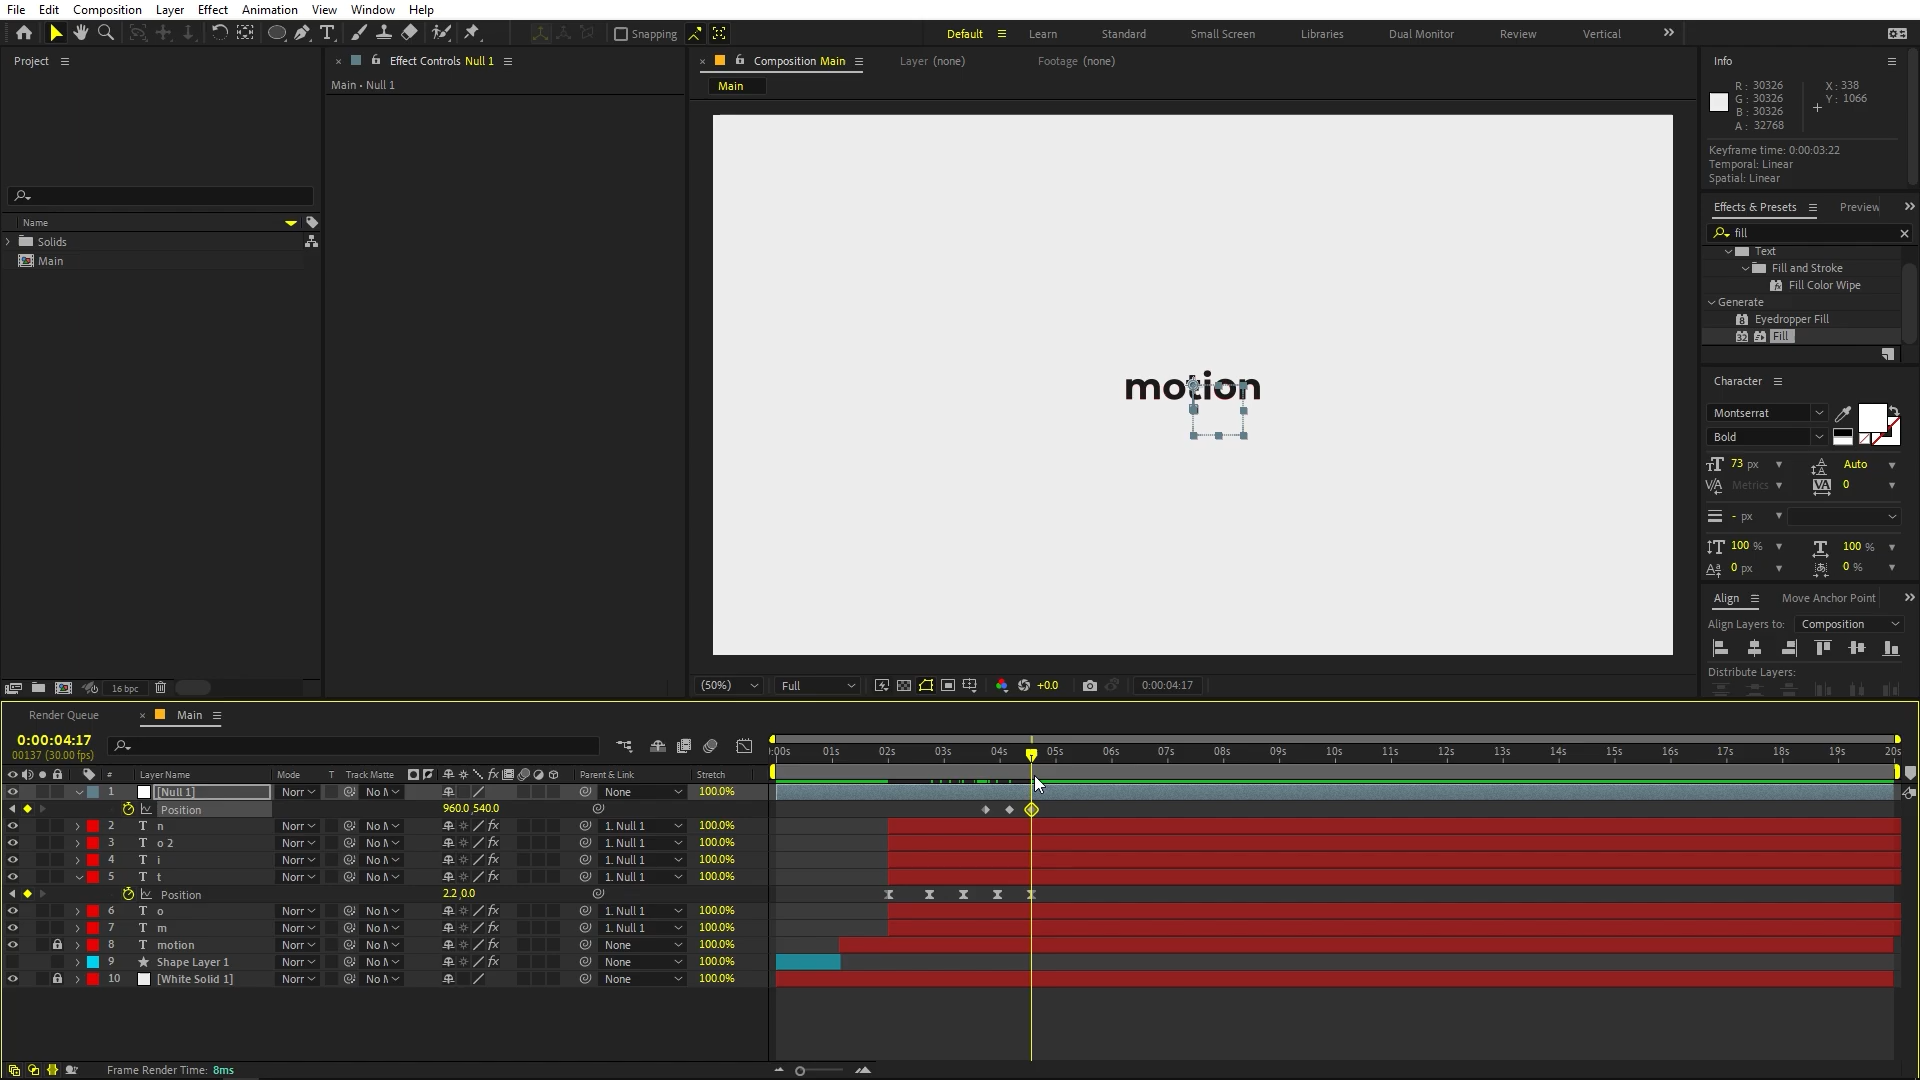 File Edit Composition Layer Effect Animation View Window Help
Snapping
Default Learn Standard Small Screen Libraries Dual Monitor Review Vertical
Project
Effect Controls Null 1
Main • Null 1
Name
Solids
Main
16 bpc
Composition Main
Layer (none)
Footage (none)
Main
motion
(50%)
Full
+0.0
0:00:04:17
Info
R: 30326
G: 30326
B: 30326
A: 32768
X: 338
Y: 1066
Keyframe time: 0:00:03:22
Temporal: Linear
Spatial: Linear
Effects & Presets
Preview
fill
Text
Fill and Stroke
Fill Color Wipe
Generate
Eyedropper Fill
Fill
Character
Montserrat
Bold
73 px
Auto
Metrics
0
- px
100 %
100 %
0 px
0 %
Align
Move Anchor Point
Align Layers to: Composition
Distribute Layers:
Render Queue
Main
0:00:04:17
00137 (30.00 fps)
:00s 01s 02s 03s 04s 05s 06s 07s 08s 09s 10s 11s 12s 13s 14s 15s 16s 17s 18s 19s 20s
# Layer Name Mode T Track Matte Parent & Link Stretch
1 [Null 1] Norr No M None 100.0%
Position 960.0,540.0
2 T n Norr No M 1. Null 1 100.0%
3 T o 2 Norr No M 1. Null 1 100.0%
4 T i Norr No M 1. Null 1 100.0%
5 T t Norr No M 1. Null 1 100.0%
Position 2.2,0.0
6 T o Norr No M 1. Null 1 100.0%
7 T m Norr No M 1. Null 1 100.0%
8 T motion Norr No M None 100.0%
9 Shape Layer 1 Norr No M None 100.0%
10 [White Solid 1] Norr No M None 100.0%
Frame Render Time: 8ms